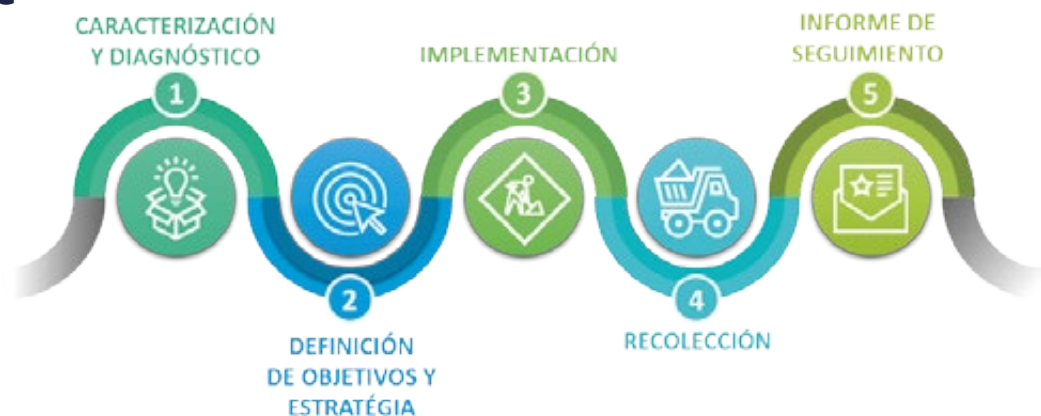 CARACTERIZACIÓN
Y DIAGNÓSTICO
1
2
DEFINICIÓN
DE OBJETIVOS Y
ESTRATÉGIA
IMPLEMENTACIÓN
3
4
RECOLECCIÓN
INFORME DE
SEGUIMIENTO
5